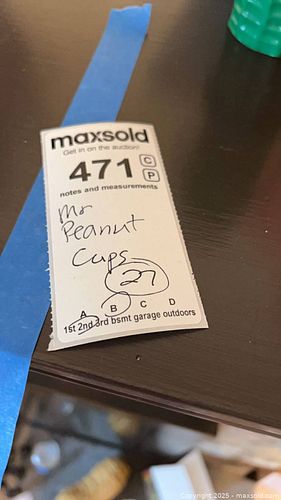 maxsold
Get in on the auction!
471 C
P
notes and measurements
Mr
Peanut
Cups
27
A B C D
1st 2nd 3rd bsmt garage outdoors
Copyright 2025 - maxsold.com